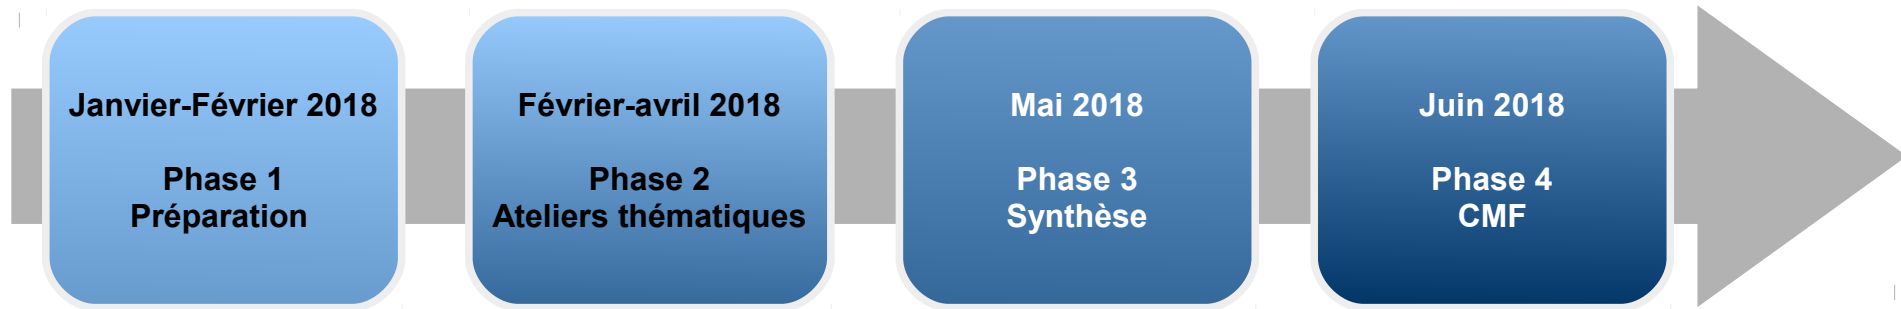 Janvier-Février 2018
Phase 1
Préparation
Février-avril 2018
Phase 2
Ateliers thématiques
Mai 2018
Phase 3
Synthèse
Juin 2018
Phase 4
CMF